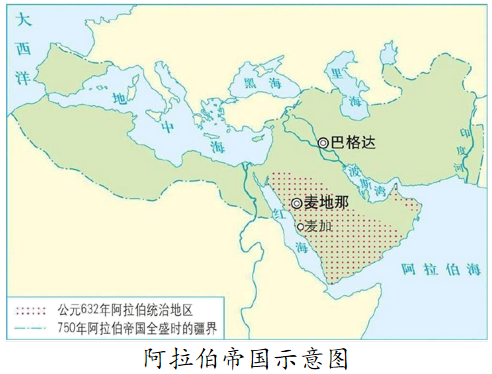 大西洋
地中海
黑海
里海
巴格达
印度河
波斯湾
麦地那
麦加
红海
阿拉伯海
公元632年阿拉伯统治地区
750年阿拉伯帝国全盛时的疆界
阿拉伯帝国示意图